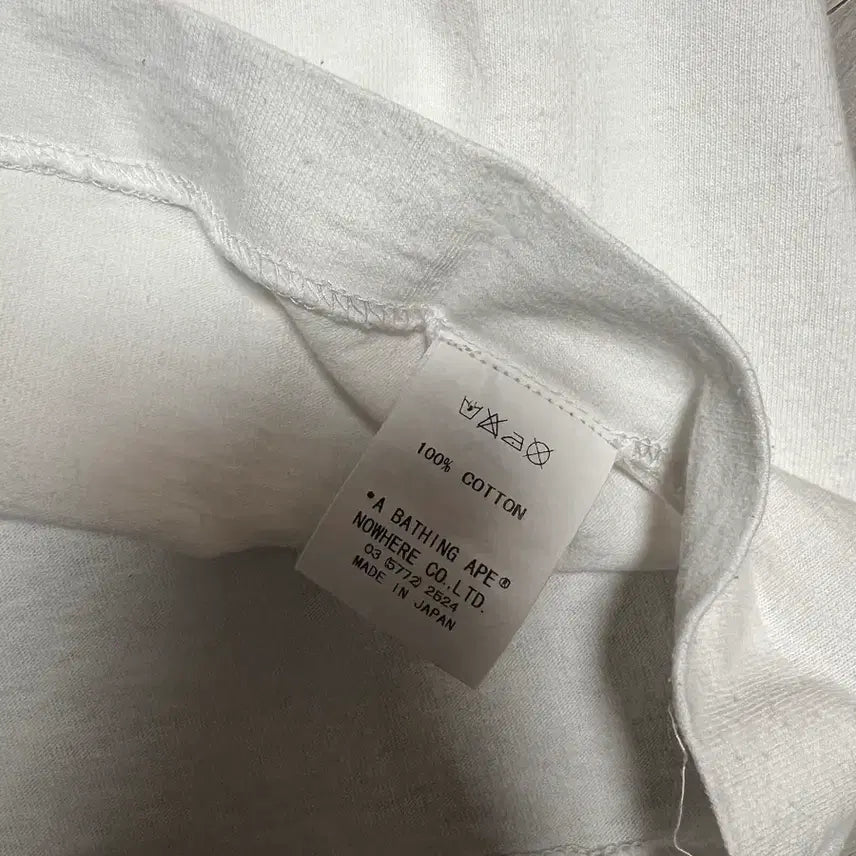 100% COTTON
•A BATHING APE®
NOWHERE CO.,LTD.
03 (5772) 2524
MADE IN JAPAN